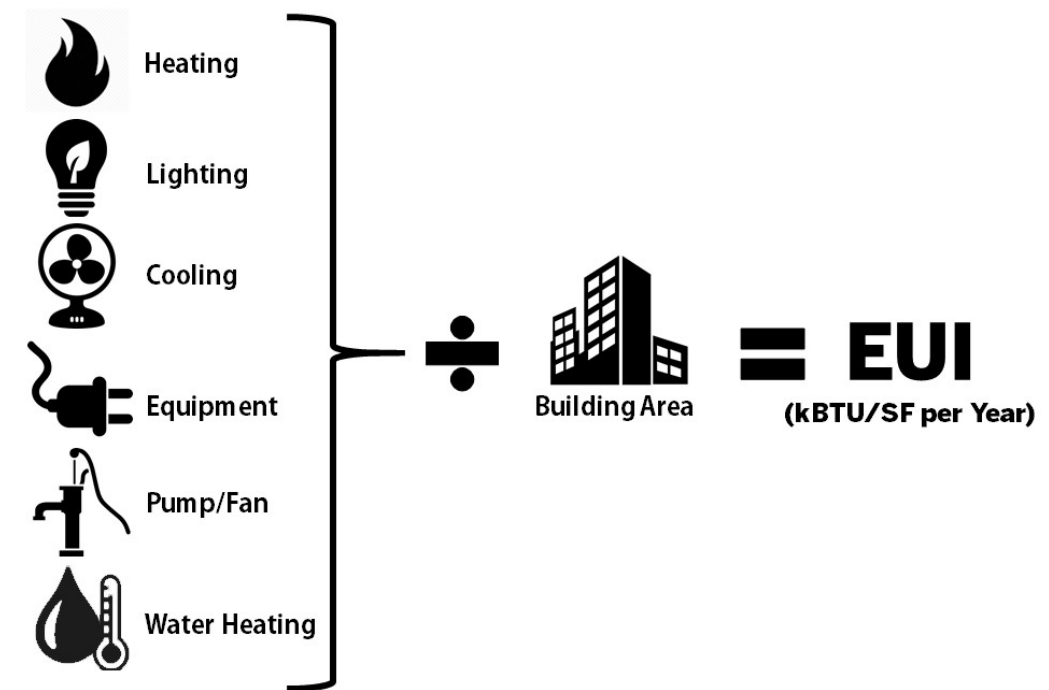 Heating
Lighting
Cooling
Equipment
Pump/Fan
Water Heating
Building Area
EUI
(kBTU/SF per Year)